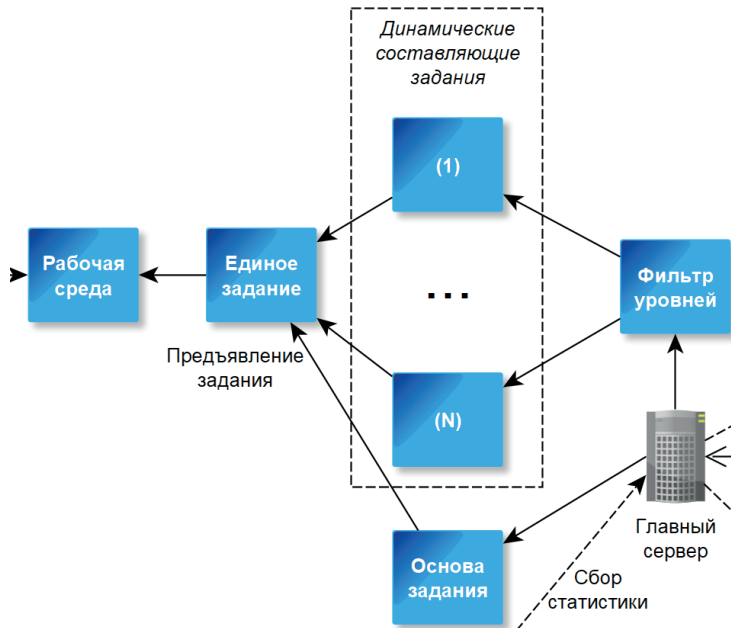 Динамические
составляющие
задания
(1)
Рабочая
среда
Единое
задание
...
Фильтр
уровней
Предъявление
задания
(N)
Главный
сервер
Основа
задания
Сбор
статистики